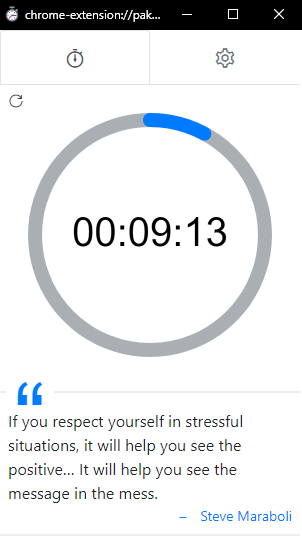 chrome-extension://pak...
00:09:13
“
If you respect yourself in stressful
situations, it will help you see the
positive... It will help you see the
message in the mess.
– Steve Maraboli